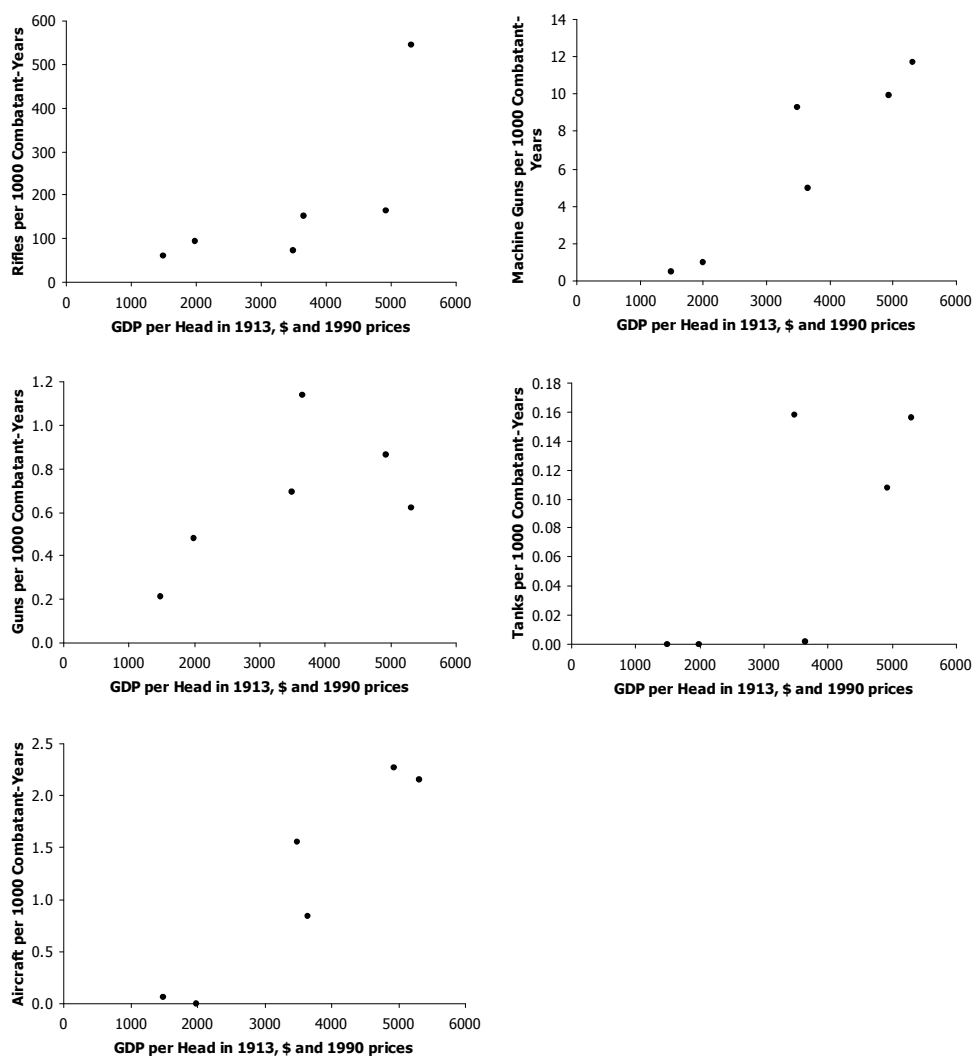 Rifles per 1000 Combatant-Years
600
500
400
300
200
100
0
0 1000 2000 3000 4000 5000 6000
GDP per Head in 1913, $ and 1990 prices
Machine Guns per 1000 Combatant-
Years
14
12
10
8
6
4
2
0
0 1000 2000 3000 4000 5000 6000
GDP per Head in 1913, $ and 1990 prices
Guns per 1000 Combatant-Years
1.2
1.0
0.8
0.6
0.4
0.2
0.0
0 1000 2000 3000 4000 5000 6000
GDP per Head in 1913, $ and 1990 prices
Tanks per 1000 Combatant-Years
0.18
0.16
0.14
0.12
0.10
0.08
0.06
0.04
0.02
0.00
0 1000 2000 3000 4000 5000 6000
GDP per Head in 1913, $ and 1990 prices
Aircraft per 1000 Combatant-Years
2.5
2.0
1.5
1.0
0.5
0.0
0 1000 2000 3000 4000 5000 6000
GDP per Head in 1913, $ and 1990 prices